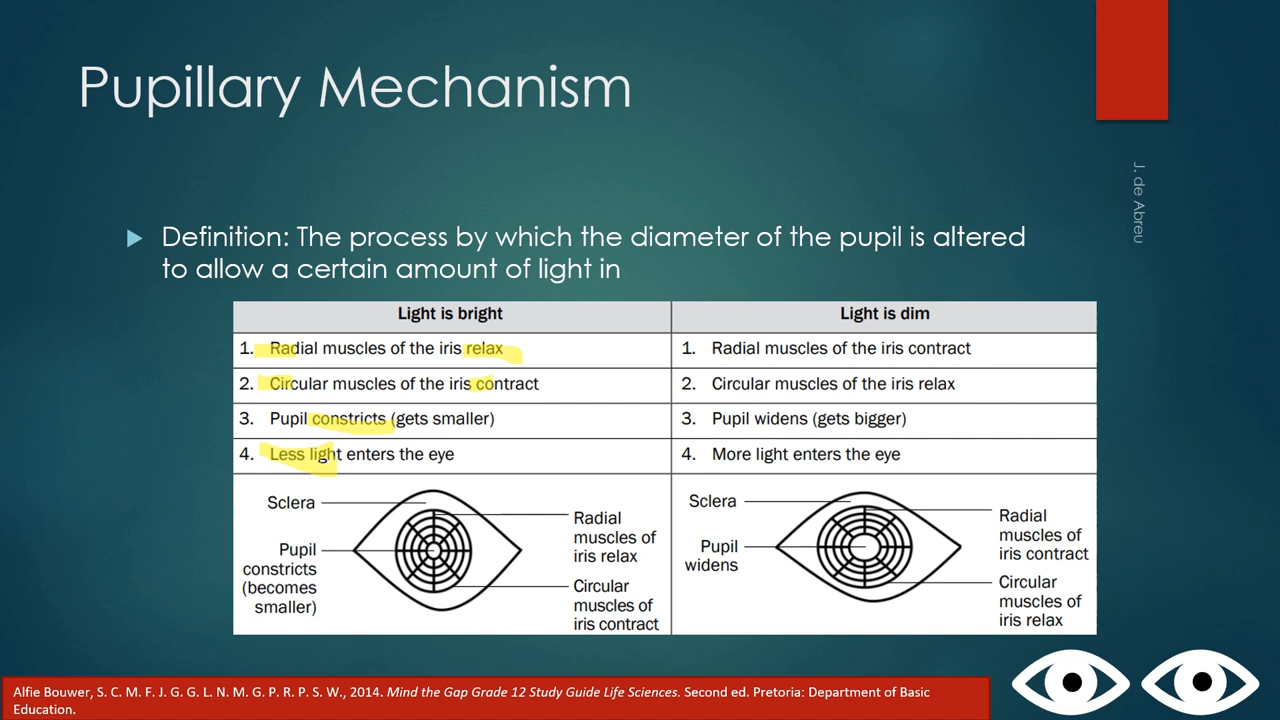 Pupillary Mechanism
J. de Abreu
Definition: The process by which the diameter of the pupil is altered
to allow a certain amount of light in
Light is bright
Light is dim
1. Radial muscles of the iris relax
1. Radial muscles of the iris contract
2. Circular muscles of the iris contract
2. Circular muscles of the iris relax
3. Pupil constricts (gets smaller)
3. Pupil widens (gets bigger)
4. Less light enters the eye
4. More light enters the eye
Sclera
Pupil
constricts
(becomes
smaller)
Radial
muscles of
iris relax
Circular
muscles of
iris contract
Sclera
Pupil
widens
Radial
muscles of
iris contract
Circular
muscles of
iris relax
Alfie Bouwer, S. C. M. F. J. G. G. L. N. M. G. P. R. P. S. W., 2014. Mind the Gap Grade 12 Study Guide Life Sciences. Second ed. Pretoria: Department of Basic
Education.